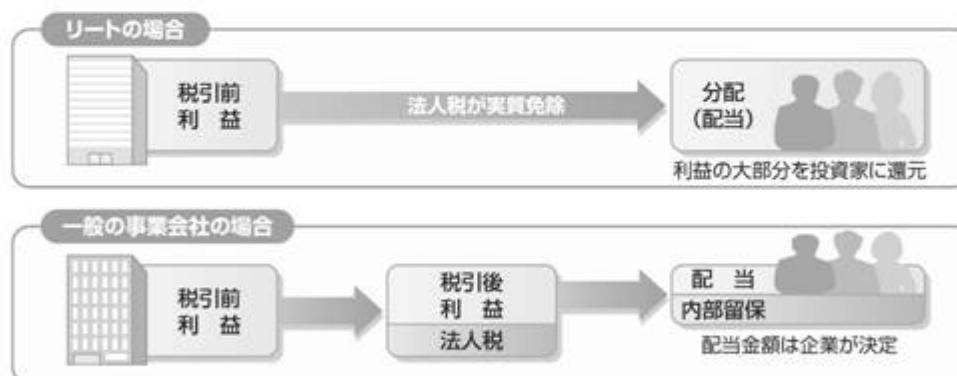 リートの場合
税引前
利　益
法人税が実質免除
分配
(配当)
利益の大部分を投資家に還元
一般の事業会社の場合
税引前
利　益
税引後
利　益
法人税
配　当
内部留保
配当金額は企業が決定